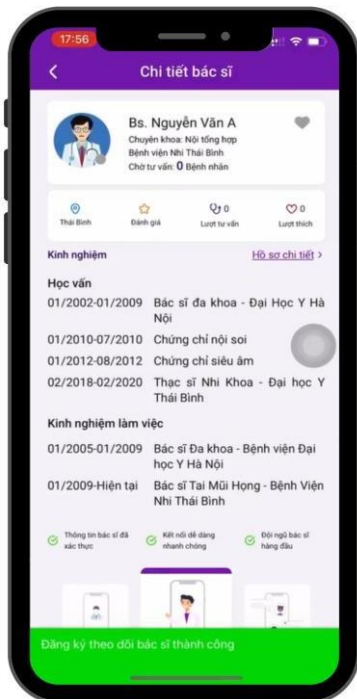 17:56
Chi tiết bác sĩ
Bs. Nguyễn Văn A
Chuyên khoa: Nội tổng hợp
Bệnh viện Nhi Thái Bình
Chờ tư vấn: 0 Bệnh nhân
Thái Bình
Đánh giá
0
Lượt tư vấn
0
Lượt thích
Kinh nghiệm
Hồ sơ chi tiết >
Học vấn
01/2002-01/2009 Bác sĩ đa khoa - Đại Học Y Hà
Nội
01/2010-07/2010 Chứng chỉ nội soi
01/2012-08/2012 Chứng chỉ siêu âm
02/2018-02/2020 Thạc sĩ Nhi Khoa - Đại học Y
Thái Bình
Kinh nghiệm làm việc
01/2005-01/2009 Bác sĩ Đa khoa - Bệnh viện Đại
học Y Hà Nội
01/2009-Hiện tại Bác sĩ Tai Mũi Họng - Bệnh Viện
Nhi Thái Bình
Thông tin bác sĩ đã
xác thực
Kết nối dễ dàng
nhanh chóng
Đội ngũ bác sĩ
hàng đầu
Đăng ký theo dõi bác sĩ thành công